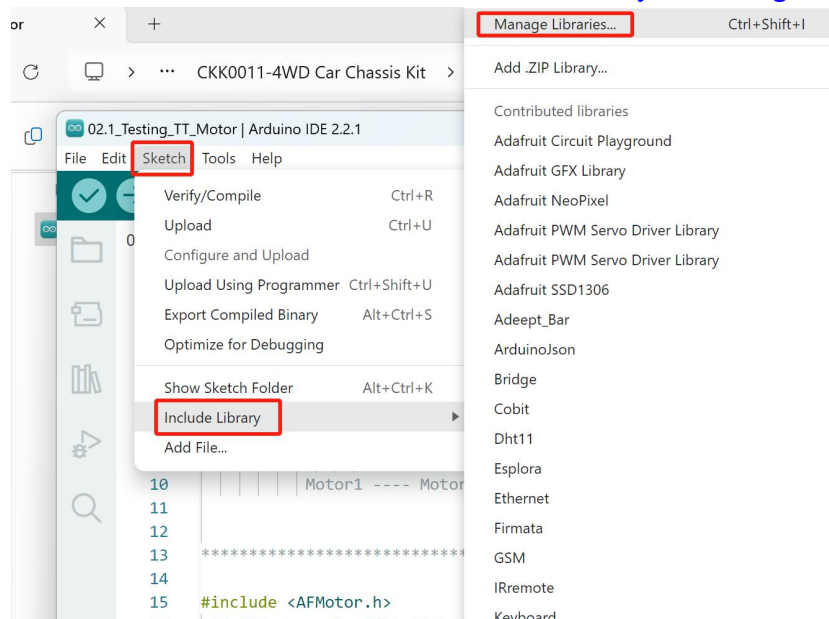 or
Manage Libraries... Ctrl+Shift+I
CKK0011-4WD Car Chassis Kit
Add .ZIP Library...
02.1_Testing_TT_Motor | Arduino IDE 2.2.1
File Edit Sketch Tools Help
Verify/Compile Ctrl+R
Upload Ctrl+U
Configure and Upload
Upload Using Programmer Ctrl+Shift+U
Export Compiled Binary Alt+Ctrl+S
Optimize for Debugging
Show Sketch Folder Alt+Ctrl+K
Include Library
Add File...
Contributed libraries
Adafruit Circuit Playground
Adafruit GFX Library
Adafruit NeoPixel
Adafruit PWM Servo Driver Library
Adafruit PWM Servo Driver Library
Adafruit SSD1306
Adeept_Bar
ArduinoJson
Bridge
Cobit
Dht11
Esplora
Ethernet
Firmata
GSM
IRremote
Keyboard
0
10 Motor1 ---- Motor
11
12
13 ****************************
14
15 #include <AFMotor.h>